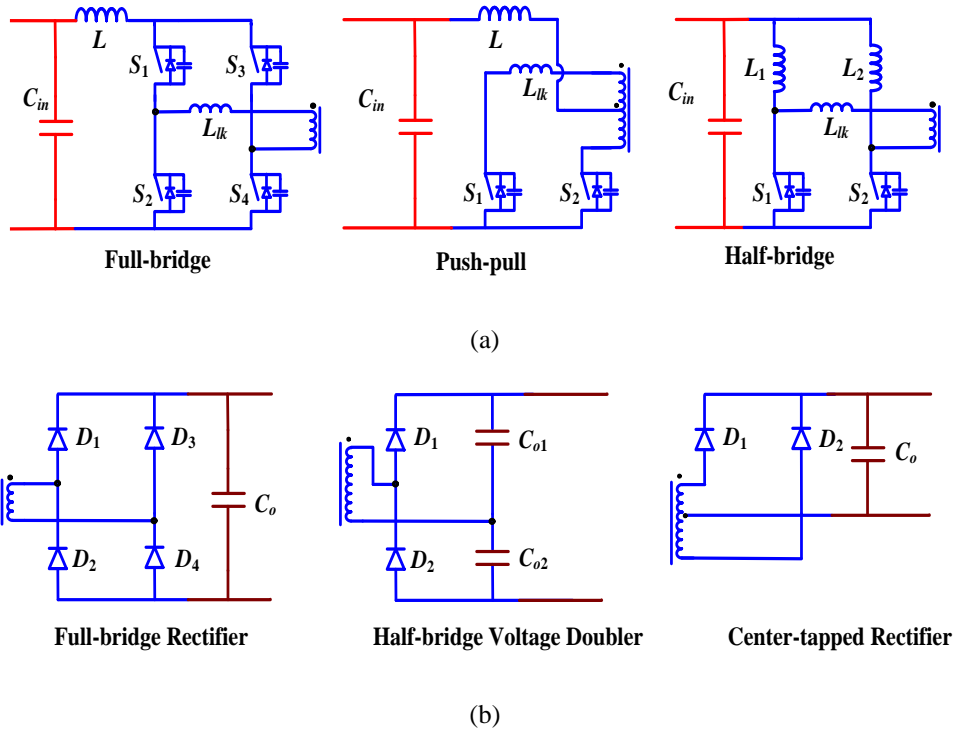 L
S1
S3
Cin
Llk
S2
S4
Full-bridge
L
Llk
Cin
S1
S2
Push-pull
L1
L2
Cin
Llk
S1
S2
Half-bridge
(a)
D1
D3
Co
D2
D4
Full-bridge Rectifier
D1
Co1
D2
Co2
Half-bridge Voltage Doubler
D1
D2
Co
Center-tapped Rectifier
(b)